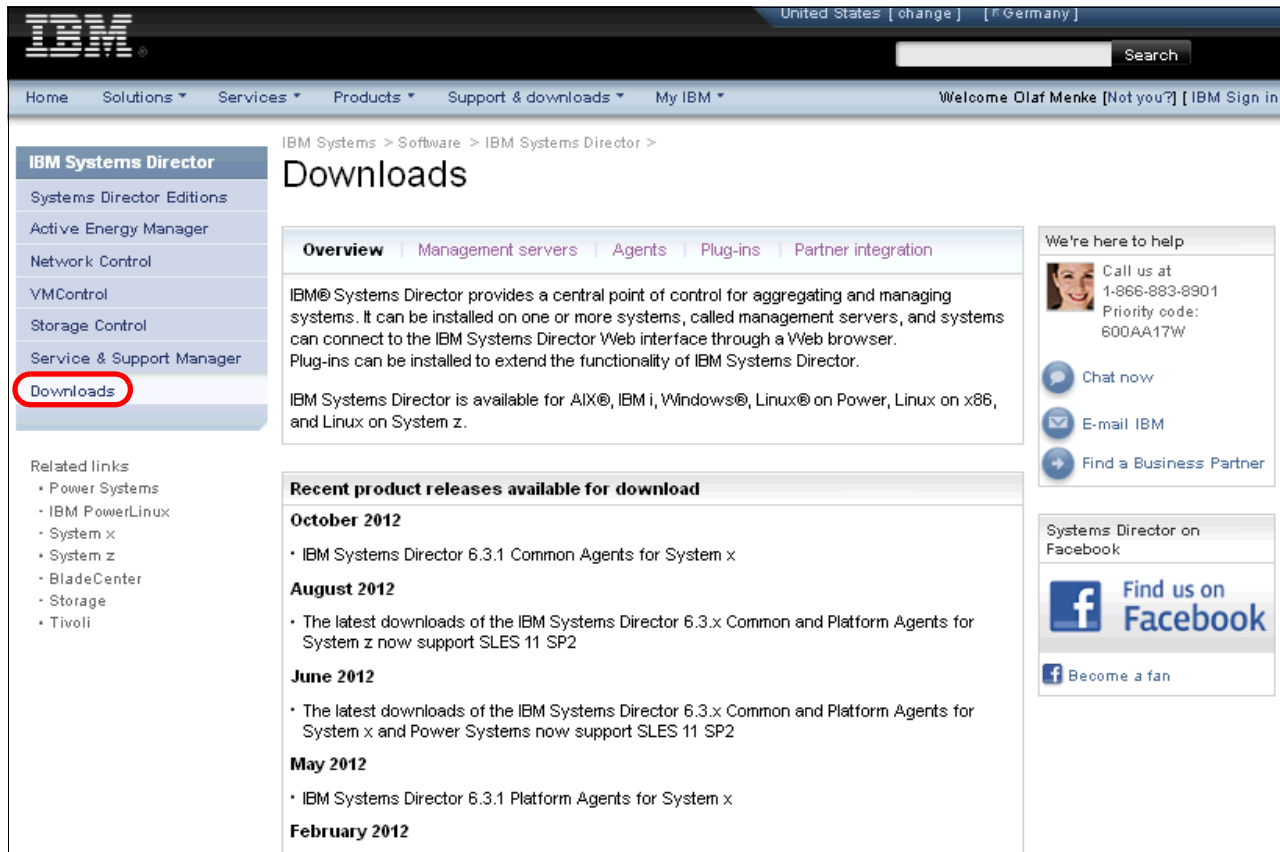 United States [ change ] [ Germany ]
IBM®
Search
Home Solutions Services Products Support & downloads My IBM Welcome Olaf Menke [Not you?] [ IBM Sign in
IBM Systems > Software > IBM Systems Director >
Downloads
IBM Systems Director
Systems Director Editions
Active Energy Manager
Network Control
VMControl
Storage Control
Service & Support Manager
Downloads
Related links
• Power Systems
• IBM PowerLinux
• System x
• System z
• BladeCenter
• Storage
• Tivoli
Overview | Management servers | Agents | Plug-ins | Partner integration
IBM® Systems Director provides a central point of control for aggregating and managing
systems. It can be installed on one or more systems, called management servers, and systems
can connect to the IBM Systems Director Web interface through a Web browser.
Plug-ins can be installed to extend the functionality of IBM Systems Director.
IBM Systems Director is available for AIX®, IBM i, Windows®, Linux® on Power, Linux on x86,
and Linux on System z.
Recent product releases available for download
October 2012
• IBM Systems Director 6.3.1 Common Agents for System x
August 2012
• The latest downloads of the IBM Systems Director 6.3.x Common and Platform Agents for
System z now support SLES 11 SP2
June 2012
• The latest downloads of the IBM Systems Director 6.3.x Common and Platform Agents for
System x and Power Systems now support SLES 11 SP2
May 2012
• IBM Systems Director 6.3.1 Platform Agents for System x
February 2012
We're here to help
Call us at
1-866-883-8901
Priority code:
600AA17W
Chat now
E-mail IBM
Find a Business Partner
Systems Director on
Facebook
f Find us on
Facebook
f Become a fan